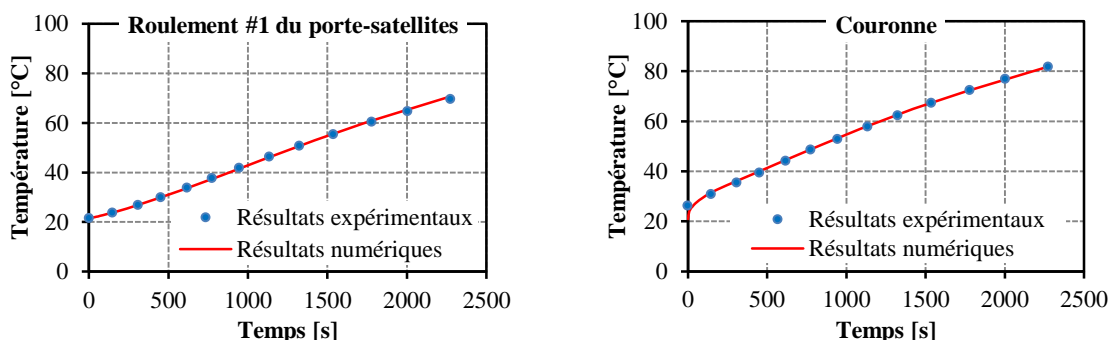 Roulement #1 du porte-satellites
Température [°C]
100
80
60
40
20
0
Résultats expérimentaux
Résultats numériques
0 500 1000 1500 2000 2500
Temps [s]
Couronne
Température [°C]
100
80
60
40
20
0
Résultats expérimentaux
Résultats numériques
0 500 1000 1500 2000 2500
Temps [s]